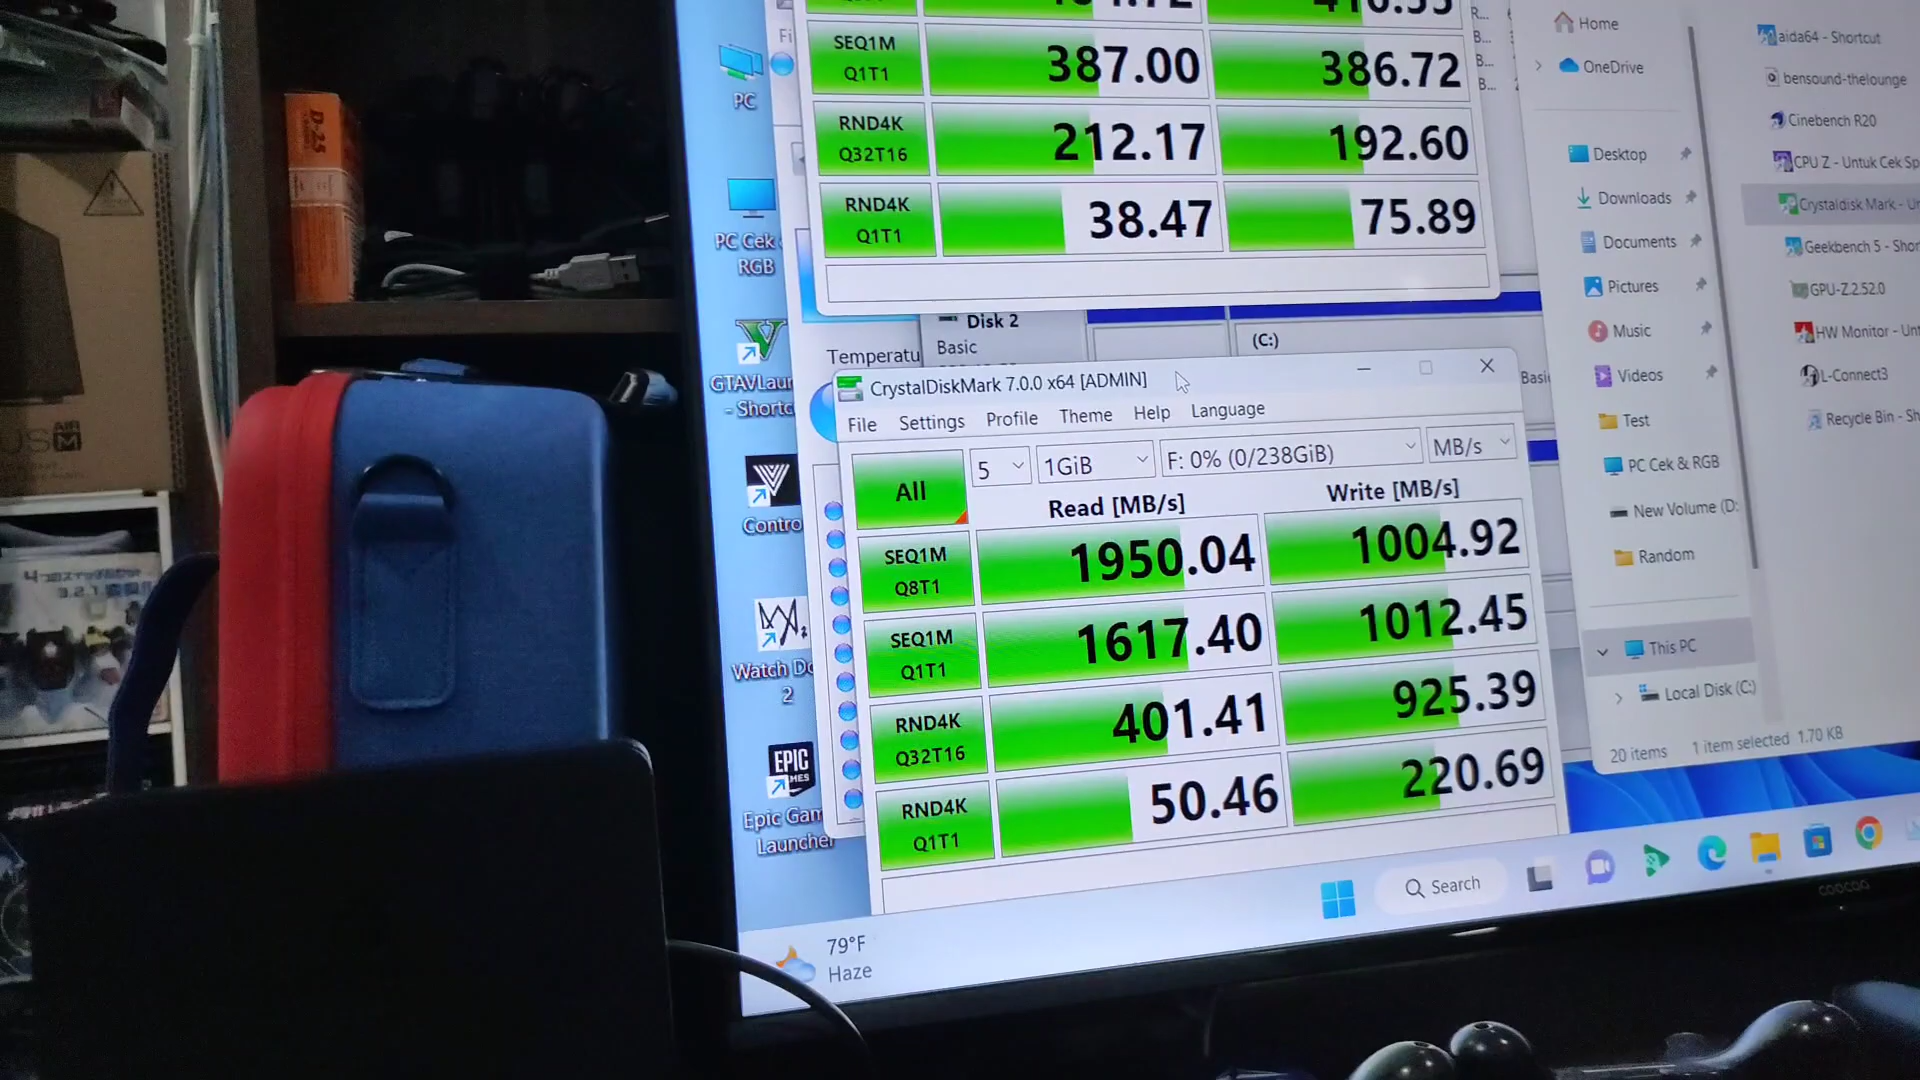 SEQ1M
Q1T1
387.00
386.72
RND4K
Q32T16
212.17
192.60
RND4K
Q1T1
38.47
75.89
Disk 2
Basic
(C:)
Temperatu
CrystalDiskMark 7.0.0 x64 [ADMIN]
File Settings Profile Theme Help Language
All
5
1GiB
F: 0% (0/238GiB)
MB/s
Read [MB/s]
Write [MB/s]
SEQ1M
Q8T1
1950.04
1004.92
SEQ1M
Q1T1
1617.40
1012.45
RND4K
Q32T16
401.41
925.39
RND4K
Q1T1
50.46
220.69
PC
PC Cek
RGB
GTAVLau
- Shortc
Contro
Watch Do
2
EPIC
Epic Gam
Launcher
Home
OneDrive
Desktop
Downloads
Documents
Pictures
Music
Videos
Test
PC Cek & RGB
New Volume (D:
Random
This PC
Local Disk (C:)
20 items 1 item selected 1.70 KB
aida64 - Shortcut
bensound-thelounge
Cinebench R20
CPU Z - Untuk Cek Sp
Crystaldisk Mark - Un
Geekbench 5 - Shor
GPU-Z.2.52.0
HW Monitor - Unt
L-Connect3
Recycle Bin - Sh
Search
79°F
Haze
COOCAA
D-25